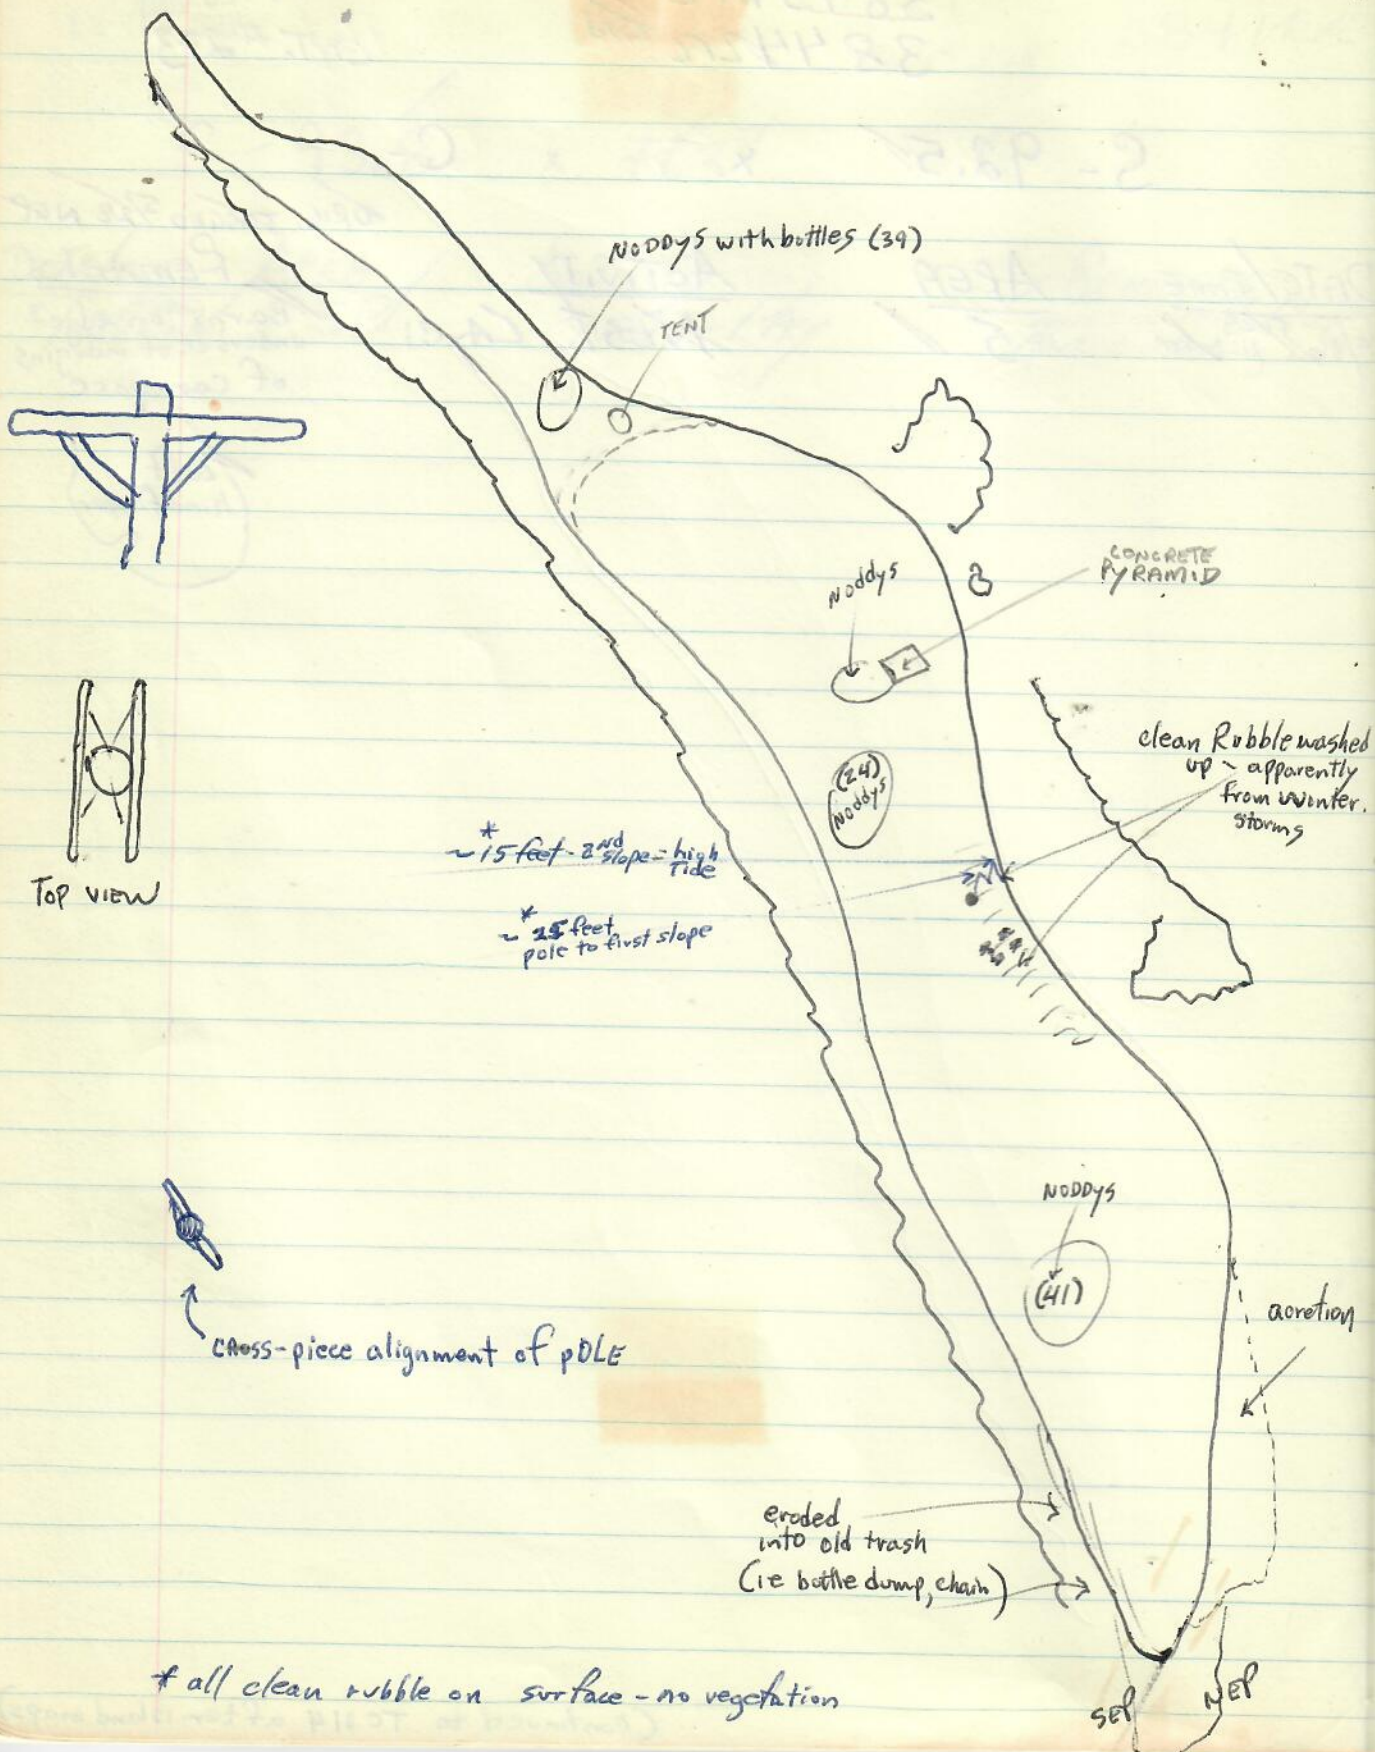 NODDYS with bottles (39)
TENT
CONCRETE
PYRAMID
Noddys
clean Rubble washed
up - apparently
from Winter.
storms
(24)
Noddys
*
~15 feet - 2nd slope = high
Tide
*
~ 25 feet
pole to first slope
TOP VIEW
NODDYS
(41)
acretion
CROSS-piece alignment of pOLE
eroded
into old trash
(ie bottle dump, chain)
* all clean rubble on surface - no vegetation
SEP
NEP